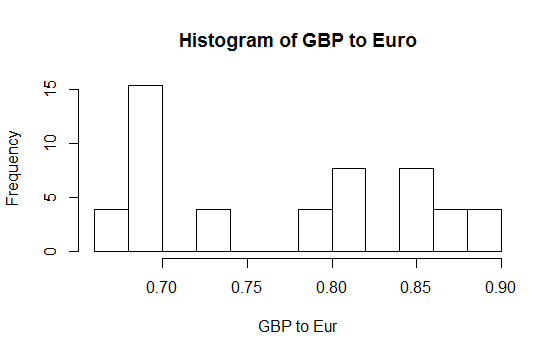 Histogram of GBP to Euro
Frequency
15
10
5
0
0.70 0.75 0.80 0.85 0.90
GBP to Eur